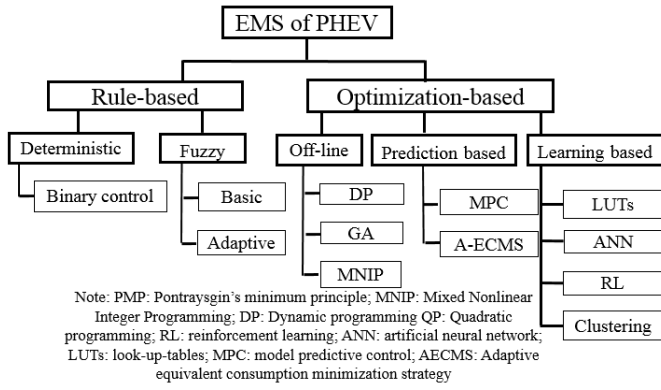 EMS of PHEV
Rule-based
Optimization-based
Deterministic
Fuzzy
Off-line
Prediction based
Learning based
Binary control
Basic
Adaptive
DP
GA
MNIP
MPC
A-ECMS
LUTs
ANN
RL
Clustering
Note: PMP: Pontraysgin's minimum principle; MNIP: Mixed Nonlinear
Integer Programming; DP: Dynamic programming QP: Quadratic
programming; RL: reinforcement learning; ANN: artificial neural network;
LUTs: look-up-tables; MPC: model predictive control; AECMS: Adaptive
equivalent consumption minimization strategy